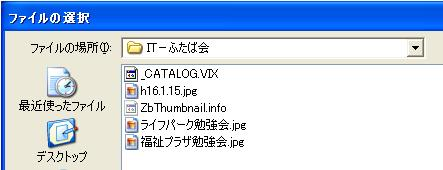 ファイルの選択
ファイルの場所(I):
ITーふたば会
_CATALOG.VIX
h16.1.15.jpg
ZbThumbnail.info
ライフパーク勉強会.jpg
福祉プラザ勉強会.jpg
最近使ったファイル
デスクトップ